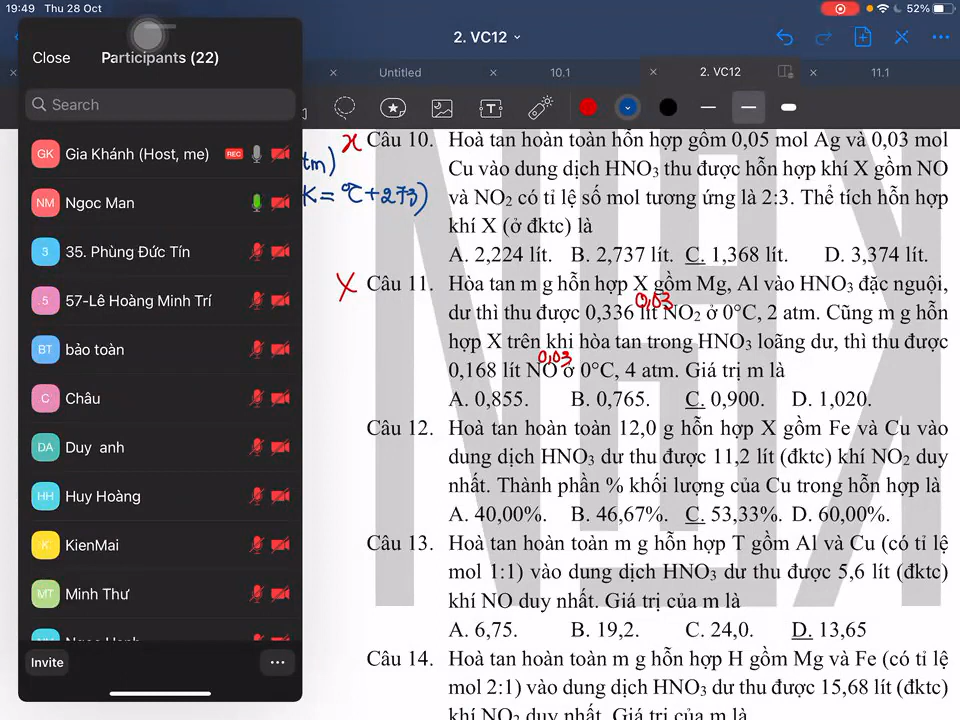 19:49 Thu 28 Oct
52%
2. VC12
Untitled
10.1
2. VC12
11.1
Close
Participants (22)
Search
GK Gia Khánh (Host, me) REC
NM Ngoc Man
3 35. Phùng Đức Tín
5 57-Lê Hoàng Minh Trí
BT bảo toàn
C Châu
DA Duy anh
HH Huy Hoàng
K KienMai
MT Minh Thư
Invite
tm)
K = °C + 273)
x Câu 10. Hoà tan hoàn toàn hỗn hợp gồm 0,05 mol Ag và 0,03 mol
Cu vào dung dịch HNO3 thu được hỗn hợp khí X gồm NO
và NO2 có tỉ lệ số mol tương ứng là 2:3. Thể tích hỗn hợp
khí X (ở đktc) là
A. 2,224 lít. B. 2,737 lít. C. 1,368 lít. D. 3,374 lít.
X Câu 11. Hòa tan m g hỗn hợp X gồm Mg, Al vào HNO3 đặc nguội,
0,03
dư thì thu được 0,336 lít NO2 ở 0°C, 2 atm. Cũng m g hỗn
hợp X trên khi hòa tan trong HNO3 loãng dư, thì thu được
0,03
0,168 lít NO ở 0°C, 4 atm. Giá trị m là
A. 0,855. B. 0,765. C. 0,900. D. 1,020.
Câu 12. Hoà tan hoàn toàn 12,0 g hỗn hợp X gồm Fe và Cu vào
dung dịch HNO3 dư thu được 11,2 lít (đktc) khí NO2 duy
nhất. Thành phần % khối lượng của Cu trong hỗn hợp là
A. 40,00%. B. 46,67%. C. 53,33%. D. 60,00%.
Câu 13. Hoà tan hoàn toàn m g hỗn hợp T gồm Al và Cu (có tỉ lệ
mol 1:1) vào dung dịch HNO3 dư thu được 5,6 lít (đktc)
khí NO duy nhất. Giá trị của m là
A. 6,75. B. 19,2. C. 24,0. D. 13,65
Câu 14. Hoà tan hoàn toàn m g hỗn hợp H gồm Mg và Fe (có tỉ lệ
mol 2:1) vào dung dịch HNO3 dư thu được 15,68 lít (đktc)
khí NO2 duy nhất. Giá trị của m là